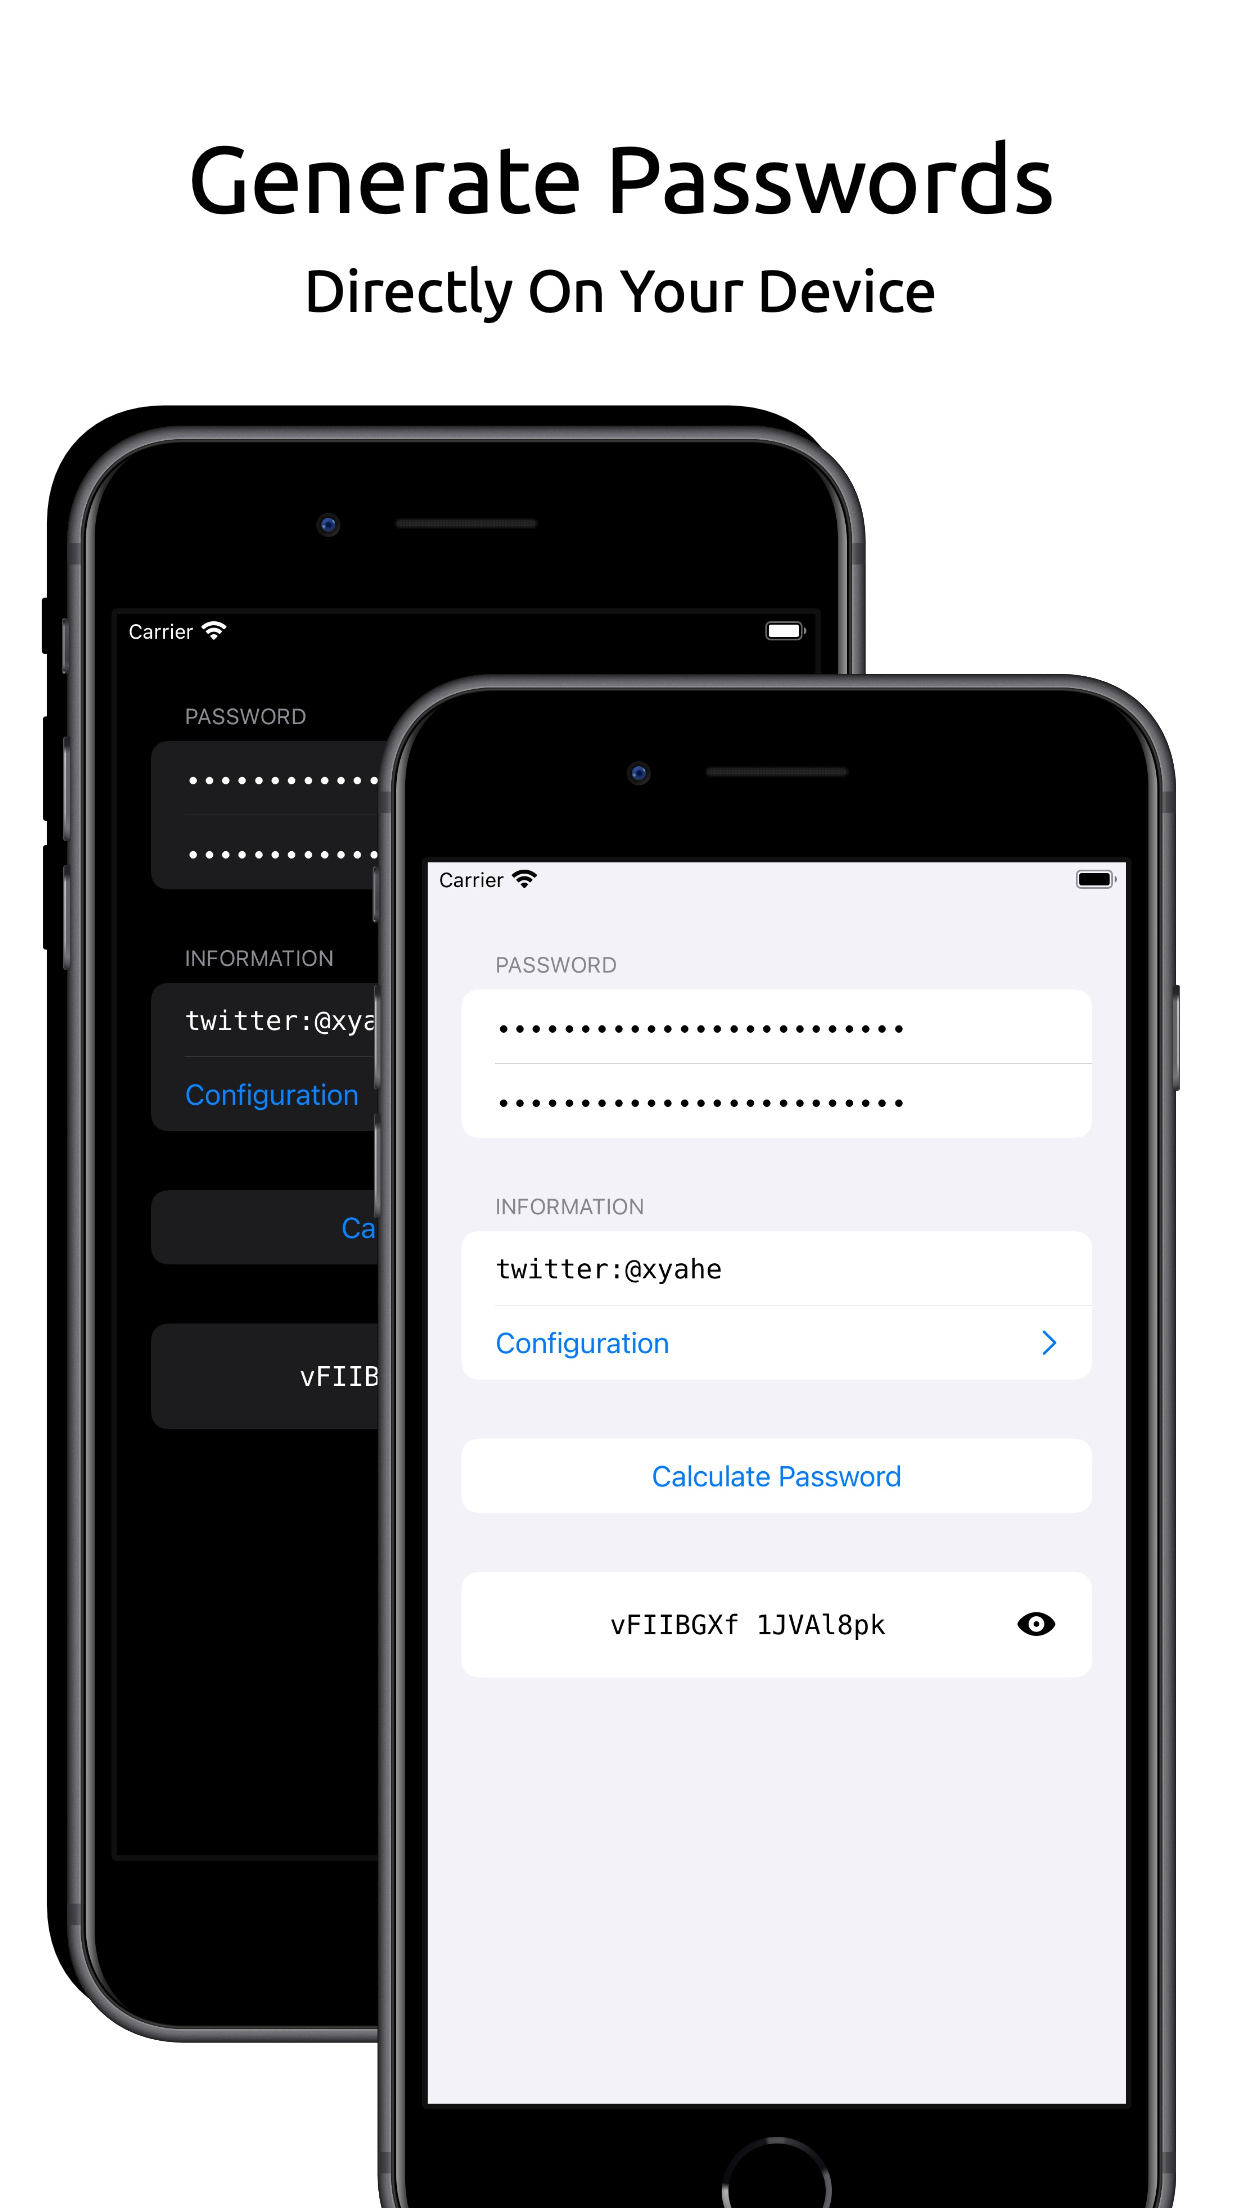 Generate Passwords
Directly On Your Device
Carrier
PASSWORD
••••••••••••
••••••••••••
INFORMATION
twitter:@xya
Configuration
Ca
vFIIB
Carrier
PASSWORD
•••••••••••••••••••••••••
•••••••••••••••••••••••••
INFORMATION
twitter:@xyahe
Configuration
Calculate Password
vFIIBGXf 1JVAl8pk